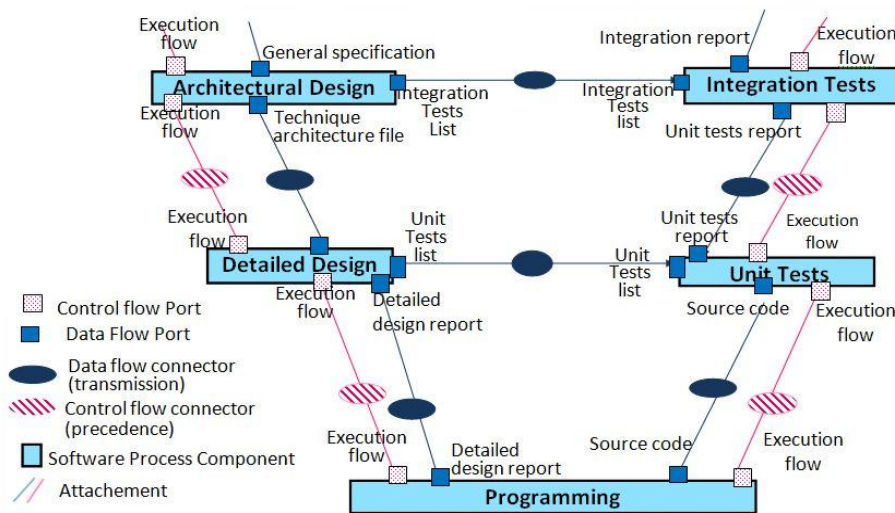 Execution
flow
General specification
Integration report
Execution
flow
Architectural Design
Integration Tests
Execution
flow
Technique
architecture file
Integration
Tests
List
Integration
Tests
list
Unit tests report
Execution
flow
Unit
Tests
list
Unit tests
report
Execution
flow
Detailed Design
Unit
Tests
list
Unit Tests
Execution
flow
Detailed
design report
Source code
Execution
flow
Control flow Port
Data Flow Port
Data flow connector
(transmission)
Control flow connector
(precedence)
Software Process Component
Attachement
Execution
flow
Detailed
design report
Source code
Execution
flow
Programming